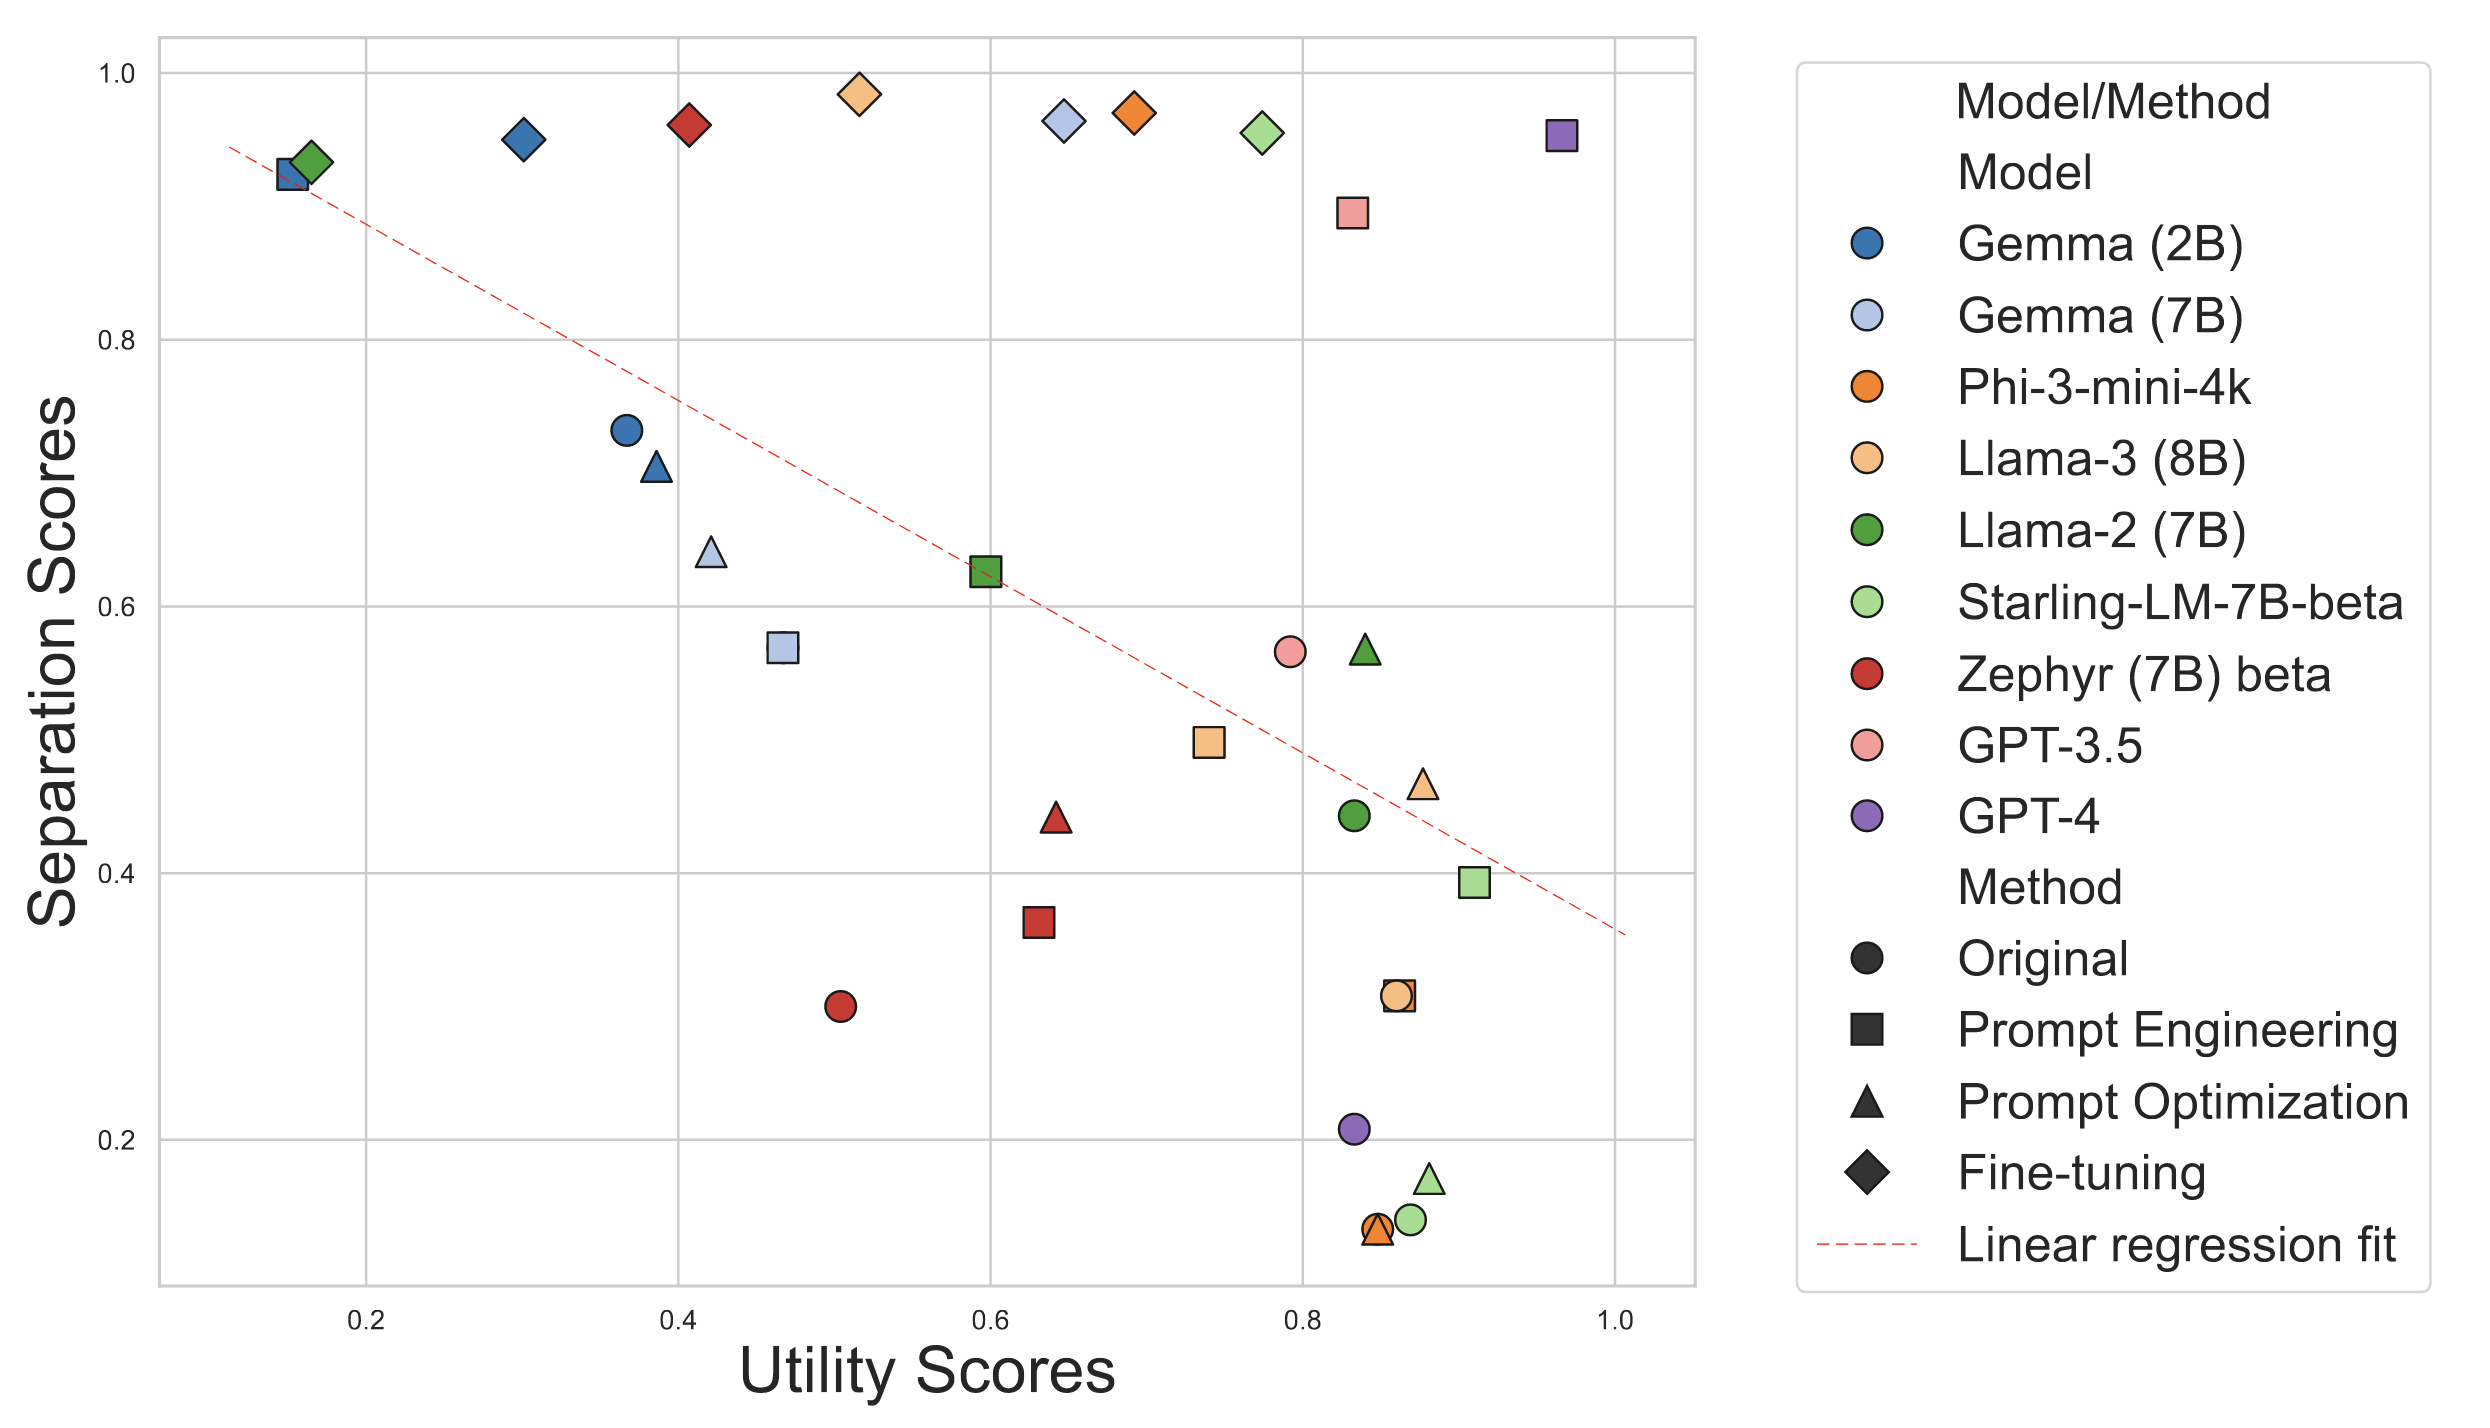 1.0
0.8
0.6
0.4
0.2
Separation Scores
0.2
0.4
0.6
0.8
1.0
Utility Scores
Model/Method
Model
Gemma (2B)
Gemma (7B)
Phi-3-mini-4k
Llama-3 (8B)
Llama-2 (7B)
Starling-LM-7B-beta
Zephyr (7B) beta
GPT-3.5
GPT-4
Method
Original
Prompt Engineering
Prompt Optimization
Fine-tuning
Linear regression fit